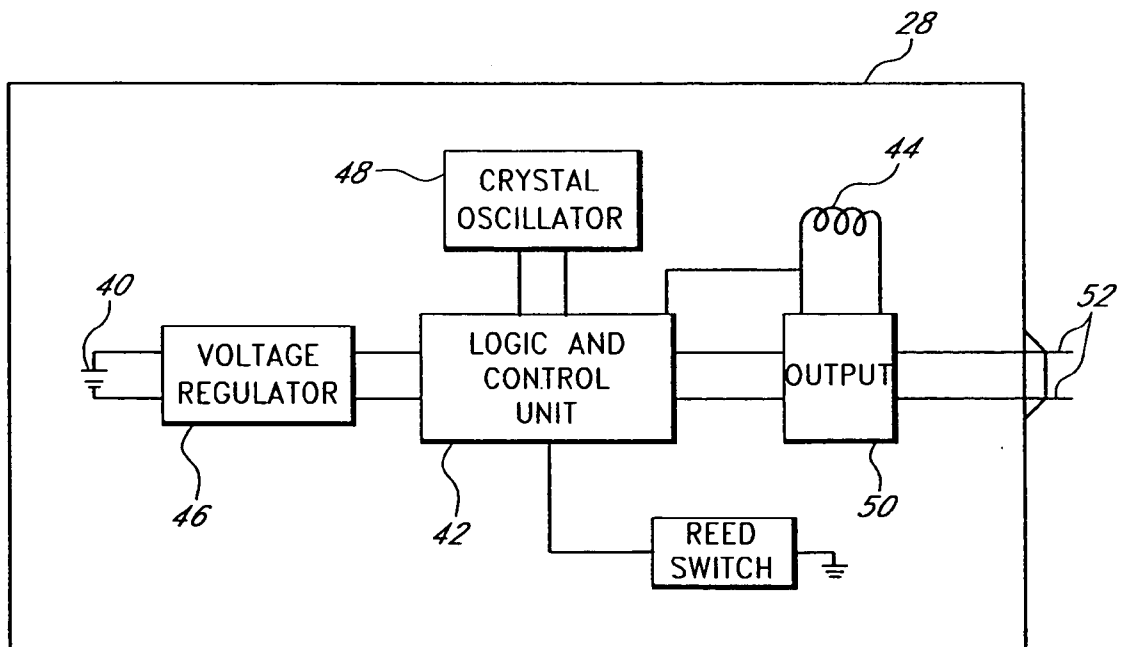 28
44
48
CRYSTAL
OSCILLATOR
40
52
VOLTAGE
REGULATOR
LOGIC AND
CONTROL
UNIT
OUTPUT
46
42
50
REED
SWITCH